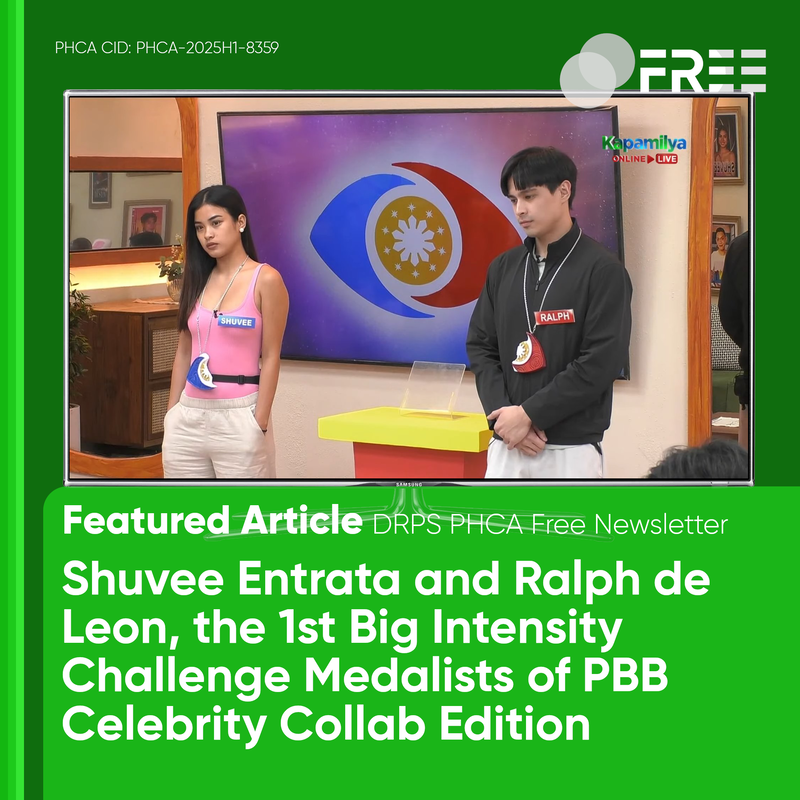 PHCA CID: PHCA-2025H1-8359
FREE
Kapamilya
ONLINE LIVE
SHUVEE
RALPH
SAMSUNG
Featured Article DRPS PHCA Free Newsletter
Shuvee Entrata and Ralph de
Leon, the 1st Big Intensity
Challenge Medalists of PBB
Celebrity Collab Edition